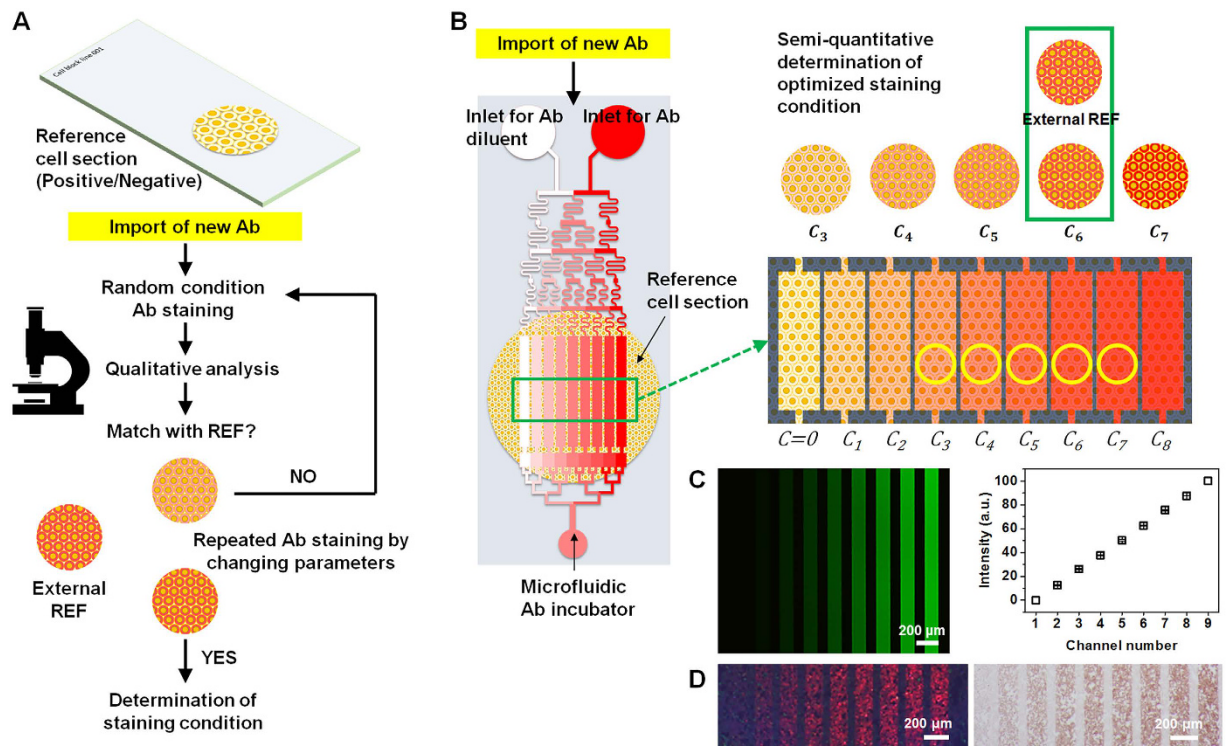 A
Cell block line 001
Reference
cell section
(Positive/Negative)
Import of new Ab
Random condition
Ab staining
Qualitative analysis
Match with REF?
NO
Repeated Ab staining by
changing parameters
External
REF
YES
Determination of
staining condition
B
Import of new Ab
Inlet for Ab
diluent
Inlet for Ab
Reference
cell section
Microfluidic
Ab incubator
Semi-quantitative
determination of
optimized staining
condition
External REF
C₃ C₄ C₅ C₆ C₇
C=0 C₁ C₂ C₃ C₄ C₅ C₆ C₇ C₈
C
200 µm
Intensity (a.u.)
100
80
60
40
20
0
1 2 3 4 5 6 7 8 9
Channel number
D
200 µm
200 µm